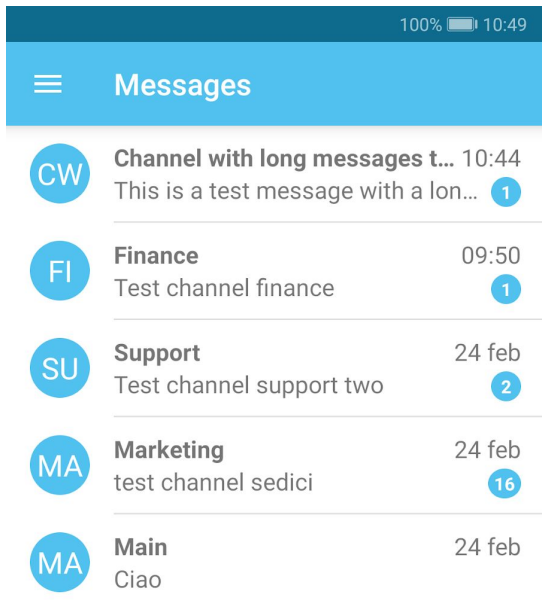 100% 10:49
Messages
CW
Channel with long messages t... 10:44
This is a test message with a lon... 1
FI
Finance 09:50
Test channel finance 1
SU
Support 24 feb
Test channel support two 2
MA
Marketing 24 feb
test channel sedici 16
MA
Main 24 feb
Ciao